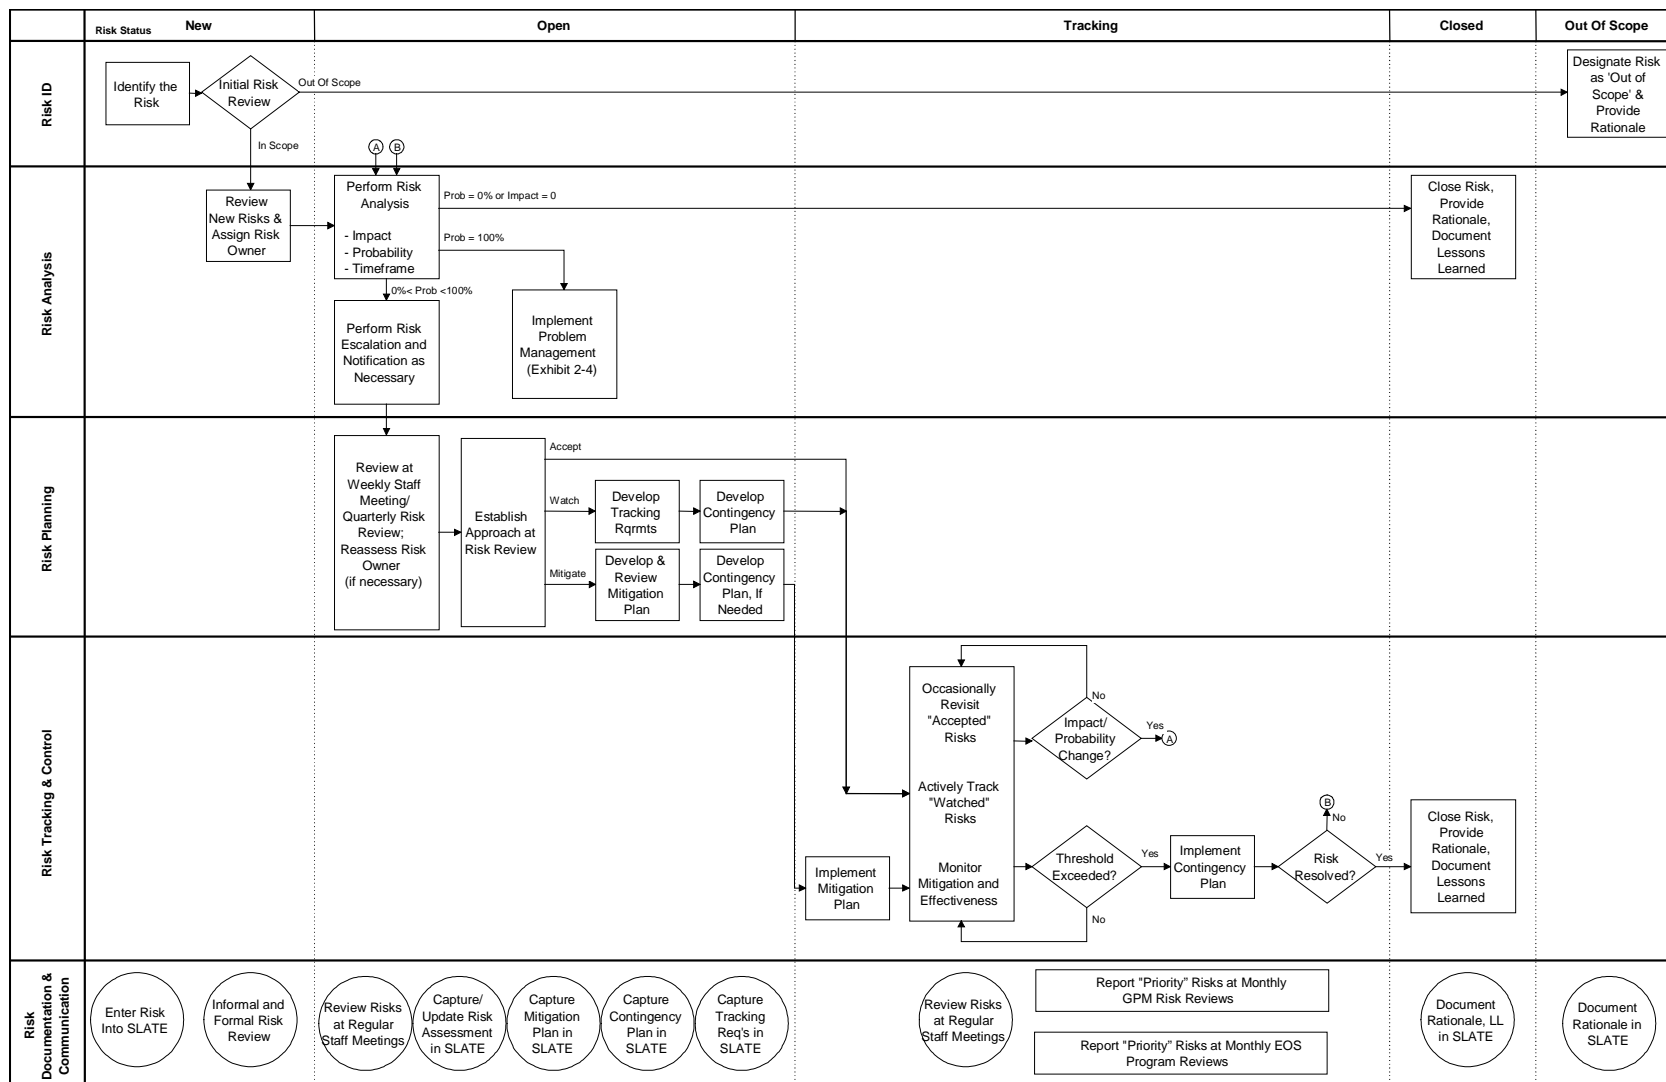 Risk Status
New
Open
Tracking
Closed
Out Of Scope
Risk ID
Identify the
Risk
Initial Risk
Review
Out Of Scope
In Scope
Designate Risk
as 'Out of
Scope' &
Provide
Rationale
A
B
Risk Analysis
Review
New Risks &
Assign Risk
Owner
Perform Risk
Analysis
- Impact
- Probability
- Timeframe
Prob = 0% or Impact = 0
Prob = 100%
0%< Prob <100%
Perform Risk
Escalation and
Notification as
Necessary
Implement
Problem
Management
(Exhibit 2-4)
Close Risk,
Provide
Rationale,
Document
Lessons
Learned
Risk Planning
Review at
Weekly Staff
Meeting/
Quarterly Risk
Review;
Reassess Risk
Owner
(if necessary)
Establish
Approach at
Risk Review
Accept
Watch
Develop
Tracking
Rqrmts
Develop
Contingency
Plan
Mitigate
Develop &
Review
Mitigation
Plan
Develop
Contingency
Plan, If
Needed
Risk Tracking & Control
Implement
Mitigation
Plan
Occasionally
Revisit
"Accepted"
Risks
Actively Track
"Watched"
Risks
Monitor
Mitigation and
Effectiveness
No
Impact/
Probability
Change?
Yes
A
Threshold
Exceeded?
Yes
No
Implement
Contingency
Plan
B
No
Risk
Resolved?
Yes
Close Risk,
Provide
Rationale,
Document
Lessons
Learned
Risk
Documentation &
Communication
Enter Risk
Into SLATE
Informal and
Formal Risk
Review
Review Risks
at Regular
Staff Meetings
Capture/
Update Risk
Assessment
in SLATE
Capture
Mitigation
Plan in
SLATE
Capture
Contingency
Plan in
SLATE
Capture
Tracking
Req's in
SLATE
Review Risks
at Regular
Staff Meetings
Report "Priority" Risks at Monthly
GPM Risk Reviews
Report "Priority" Risks at Monthly EOS
Program Reviews
Document
Rationale, LL
in SLATE
Document
Rationale in
SLATE